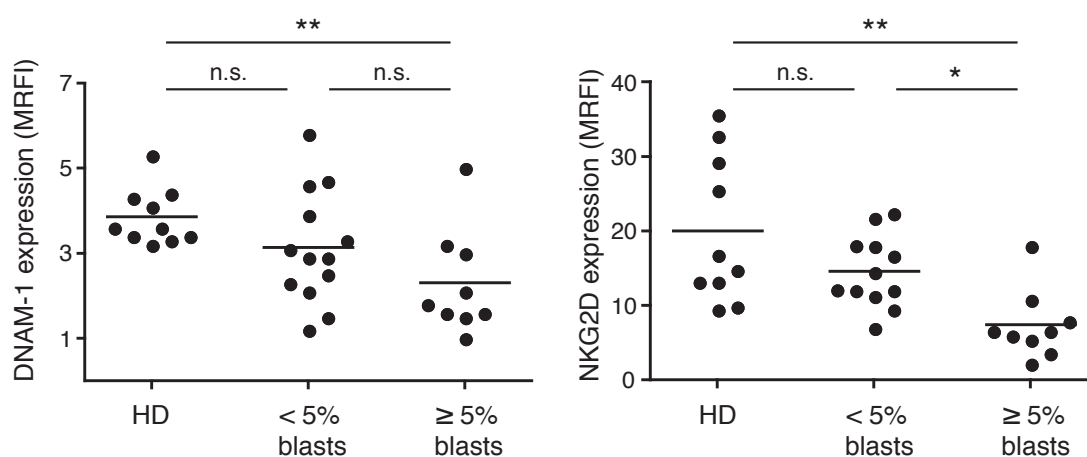 **
n.s.
n.s.
DNAM-1 expression (MRFI)
7
5
3
1
HD
< 5%
blasts
≥ 5%
blasts
**
n.s.
*
NKG2D expression (MRFI)
40
30
20
10
0
HD
< 5%
blasts
≥ 5%
blasts